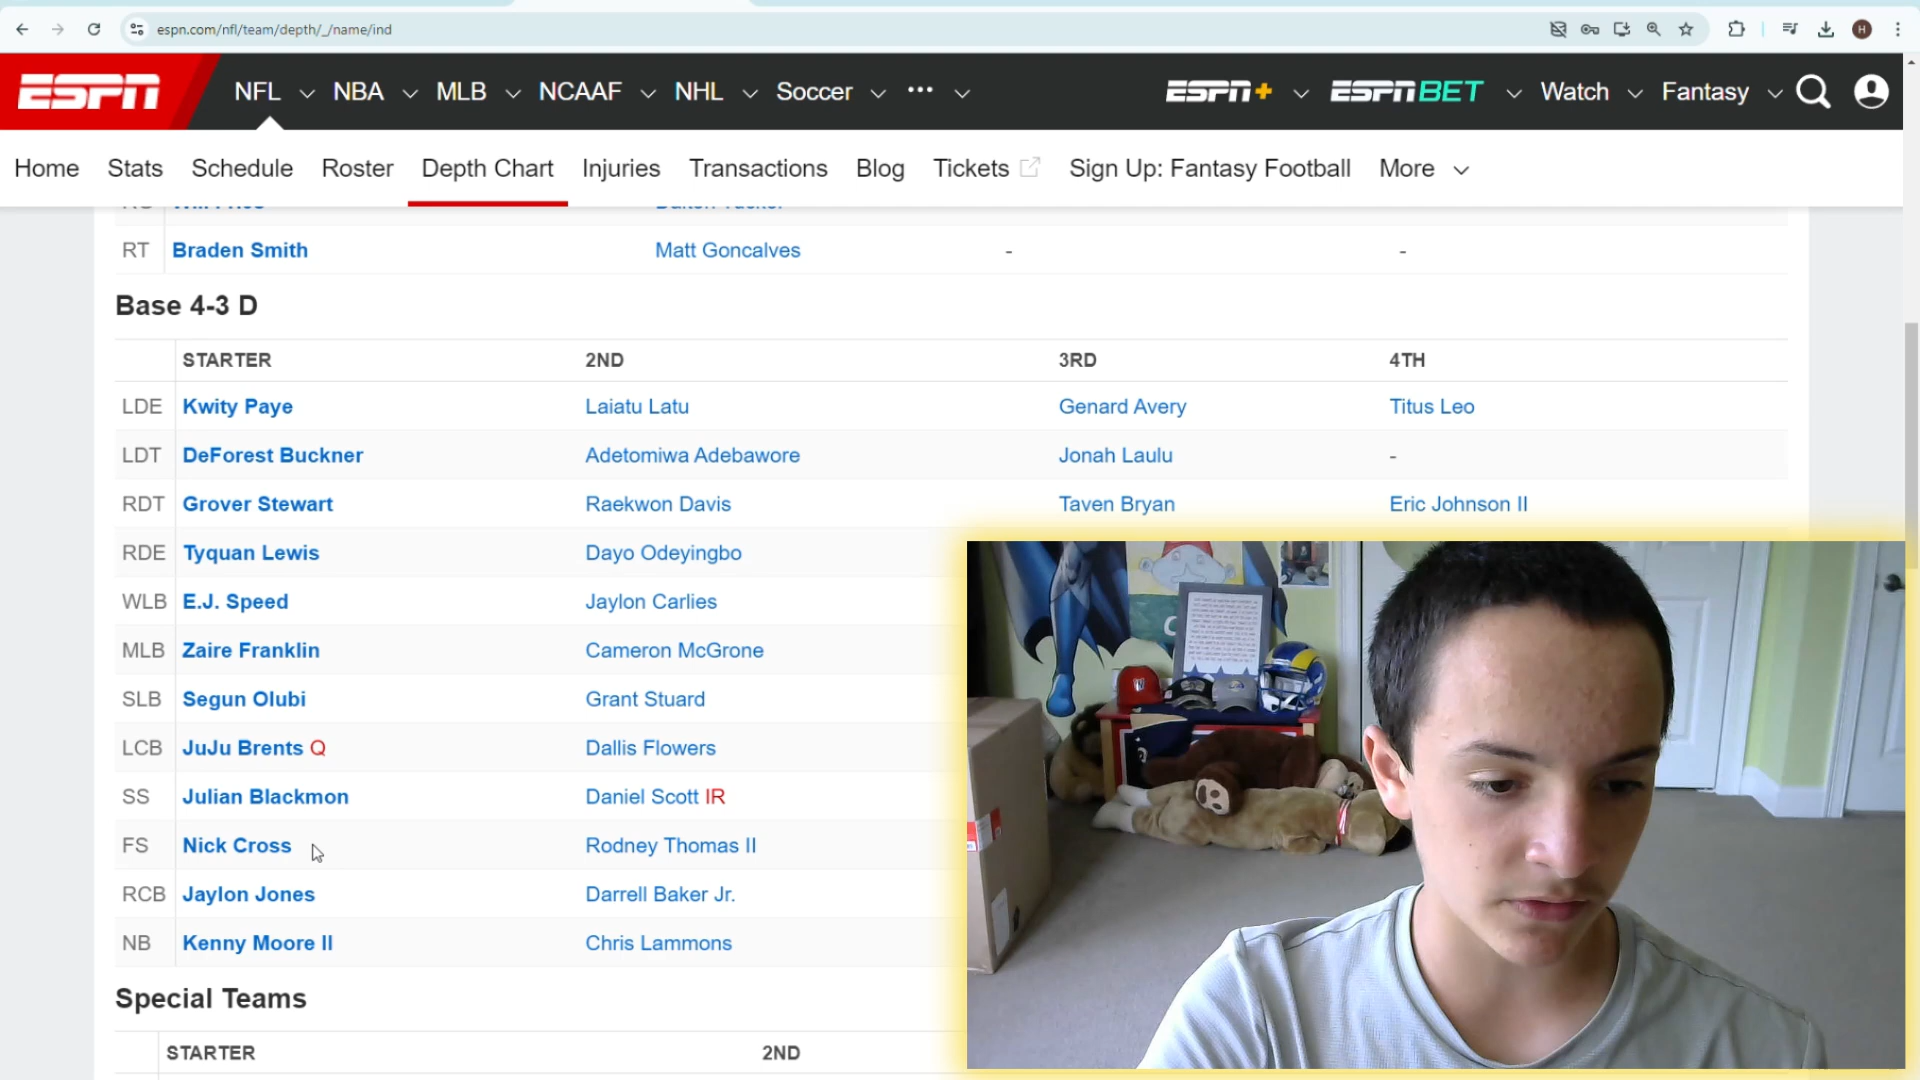 espn.com/nfl/team/depth/_/name/ind
H
ESPN NFL NBA MLB NCAAF NHL Soccer ••• ESPN+ ESPN BET Watch Fantasy
Home Stats Schedule Roster Depth Chart Injuries Transactions Blog Tickets Sign Up: Fantasy Football More
RT Braden Smith Matt Goncalves - -
Base 4-3 D
STARTER 2ND 3RD 4TH
LDE Kwity Paye Laiatu Latu Genard Avery Titus Leo
LDT DeForest Buckner Adetomiwa Adebawore Jonah Laulu -
RDT Grover Stewart Raekwon Davis Taven Bryan Eric Johnson II
RDE Tyquan Lewis Dayo Odeyingbo
WLB E.J. Speed Jaylon Carlies
MLB Zaire Franklin Cameron McGrone
SLB Segun Olubi Grant Stuard
LCB JuJu Brents Q Dallis Flowers
SS Julian Blackmon Daniel Scott IR
FS Nick Cross Rodney Thomas II
RCB Jaylon Jones Darrell Baker Jr.
NB Kenny Moore II Chris Lammons
Special Teams
STARTER 2ND